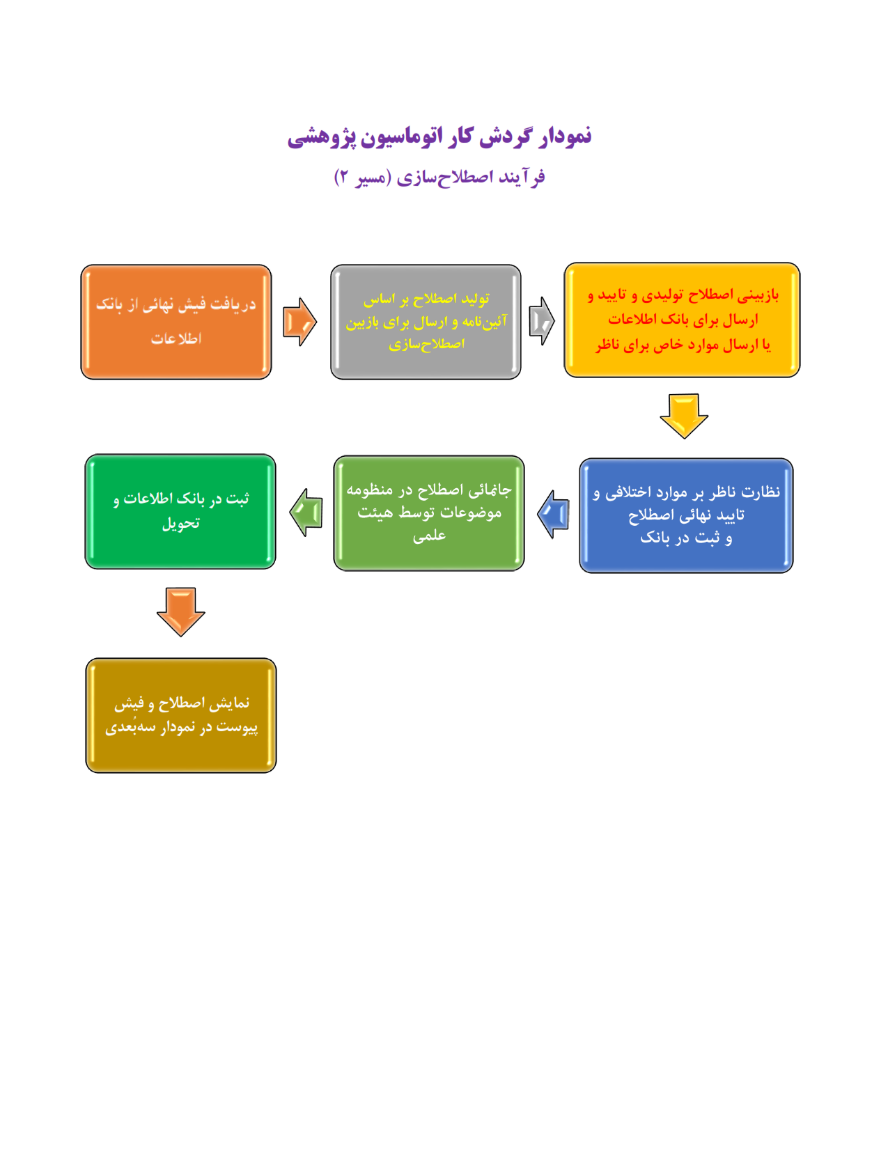 نمودار گردش کار اتوماسیون پژوهشی
فرآیند اصطلاح‌سازی (مسیر ۲)
دریافت فیش نهائی از بانک
اطلاعات
تولید اصطلاح بر اساس
آئین‌نامه و ارسال برای بازبین
اصطلاح‌سازی
بازبینی اصطلاح تولیدی و تایید و
ارسال برای بانک اطلاعات
یا ارسال موارد خاص برای ناظر
نظارت ناظر بر موارد اختلافی و
تایید نهائی اصطلاح
و ثبت در بانک
جانمائی اصطلاح در منظومه
موضوعات توسط هیئت
علمی
ثبت در بانک اطلاعات و
تحویل
نمایش اصطلاح و فیش
پیوست در نمودار سه‌بُعدی